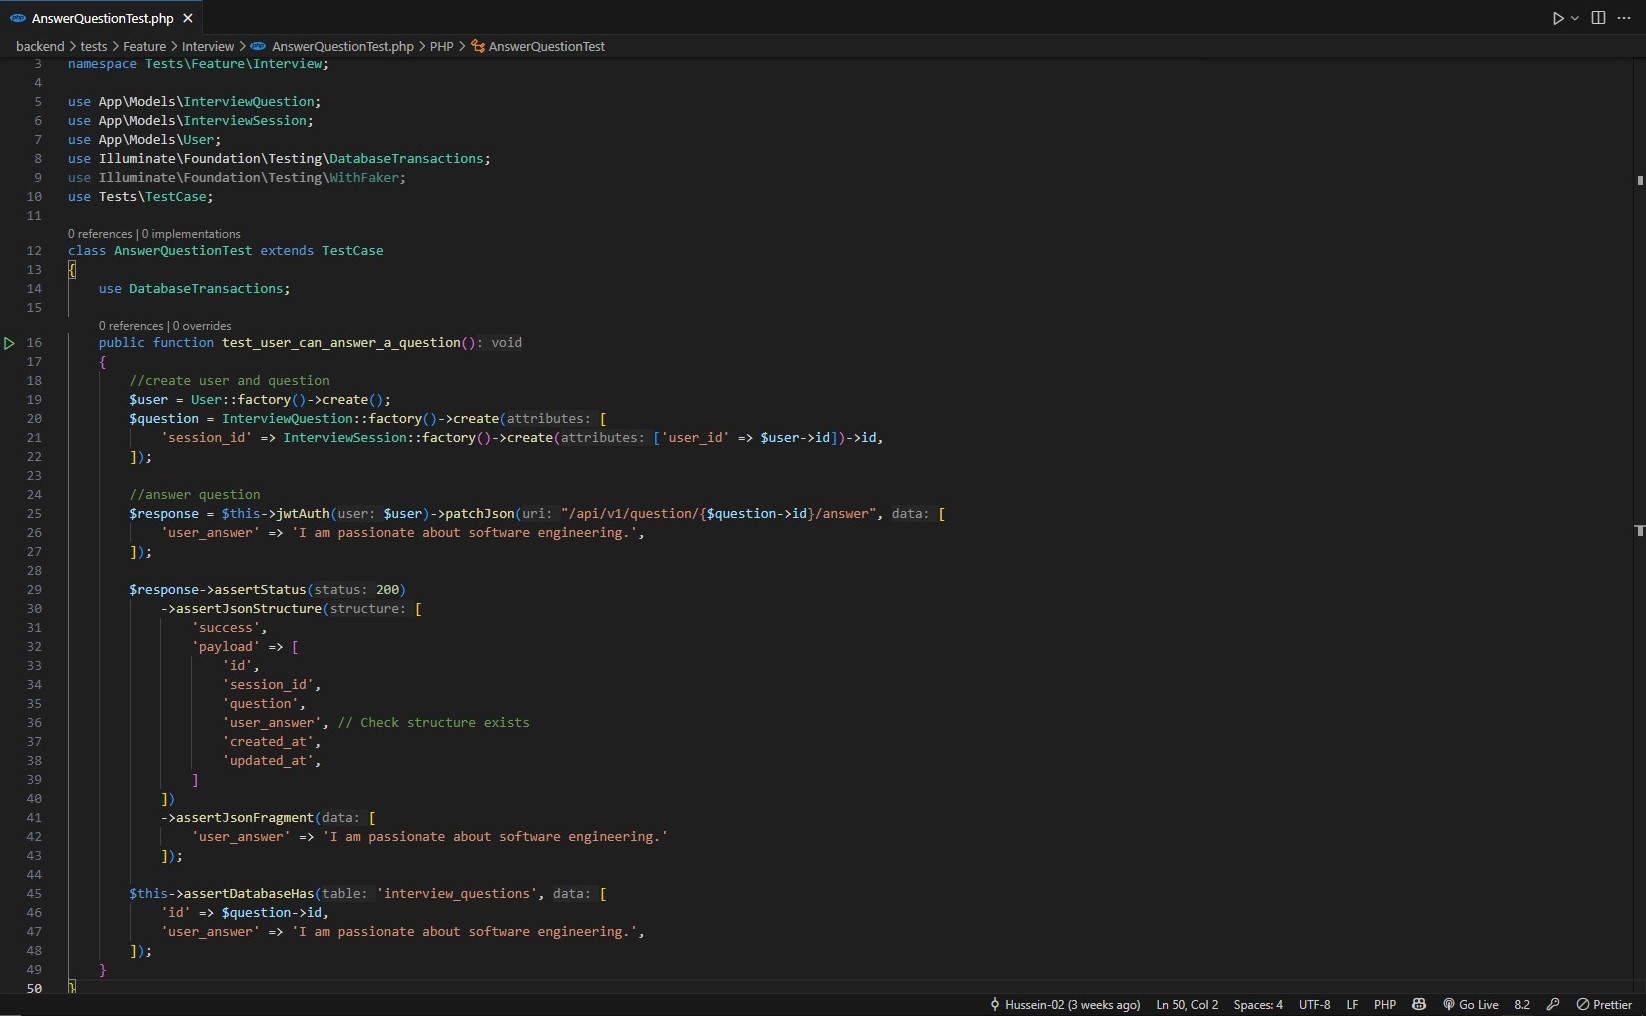 AnswerQuestionTest.php
backend > tests > Feature > Interview > AnswerQuestionTest.php > PHP > AnswerQuestionTest
3 namespace Tests\Feature\Interview;
4
5 use App\Models\InterviewQuestion;
6 use App\Models\InterviewSession;
7 use App\Models\User;
8 use Illuminate\Foundation\Testing\DatabaseTransactions;
9 use Illuminate\Foundation\Testing\WithFaker;
10 use Tests\TestCase;
11
0 references | 0 implementations
12 class AnswerQuestionTest extends TestCase
13 {
14     use DatabaseTransactions;
15
0 references | 0 overrides
16     public function test_user_can_answer_a_question(): void
17     {
18         //create user and question
19         $user = User::factory()->create();
20         $question = InterviewQuestion::factory()->create(attributes: [
21             'session_id' => InterviewSession::factory()->create(attributes: ['user_id' => $user->id])->id,
22         ]);
23
24         //answer question
25         $response = $this->jwtAuth(user: $user)->patchJson(uri: "/api/v1/question/{$question->id}/answer", data: [
26             'user_answer' => 'I am passionate about software engineering.',
27         ]);
28
29         $response->assertStatus(status: 200)
30             ->assertJsonStructure(structure: [
31                 'success',
32                 'payload' => [
33                     'id',
34                     'session_id',
35                     'question',
36                     'user_answer', // Check structure exists
37                     'created_at',
38                     'updated_at',
39                 ]
40             ])
41             ->assertJsonFragment(data: [
42                 'user_answer' => 'I am passionate about software engineering.'
43             ]);
44
45         $this->assertDatabaseHas(table: 'interview_questions', data: [
46             'id' => $question->id,
47             'user_answer' => 'I am passionate about software engineering.',
48         ]);
49     }
50 }
Hussein-02 (3 weeks ago) Ln 50, Col 2 Spaces: 4 UTF-8 LF PHP Go Live 8.2 Prettier